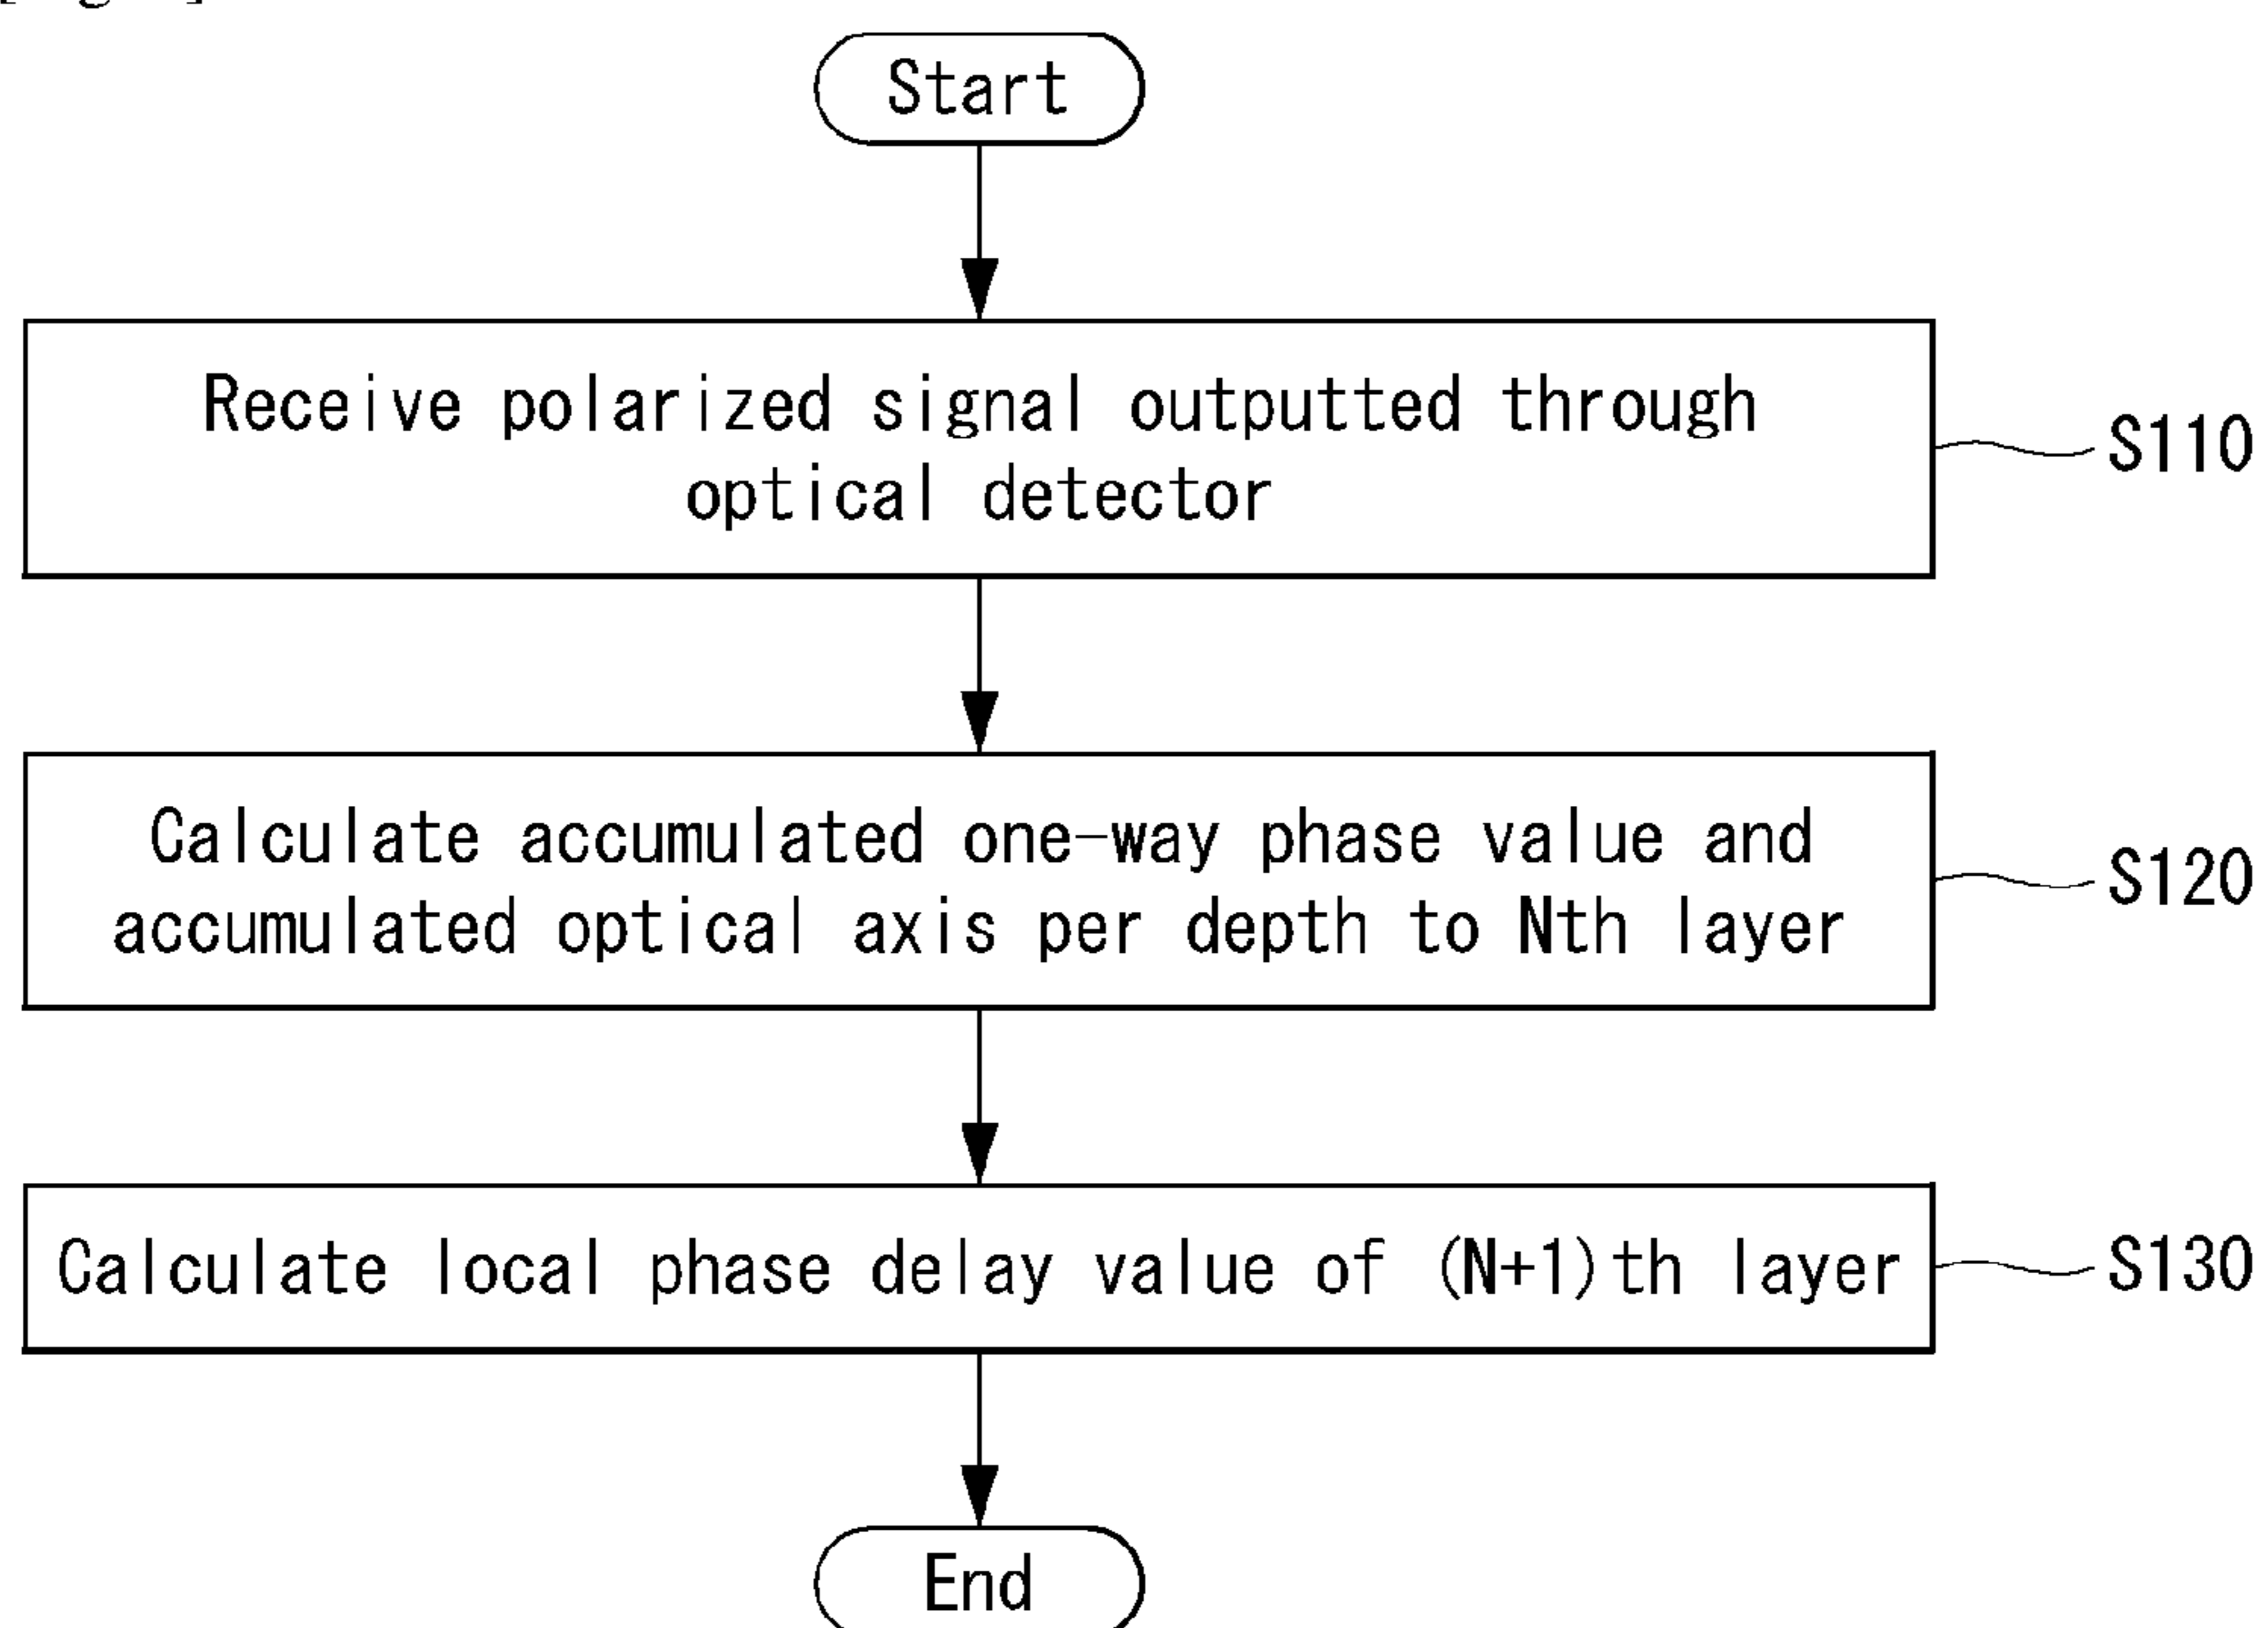 Start
Receive polarized signal outputted through
optical detector
S110
Calculate accumulated one-way phase value and
accumulated optical axis per depth to Nth layer
S120
Calculate local phase delay value of (N+1)th layer
S130
End